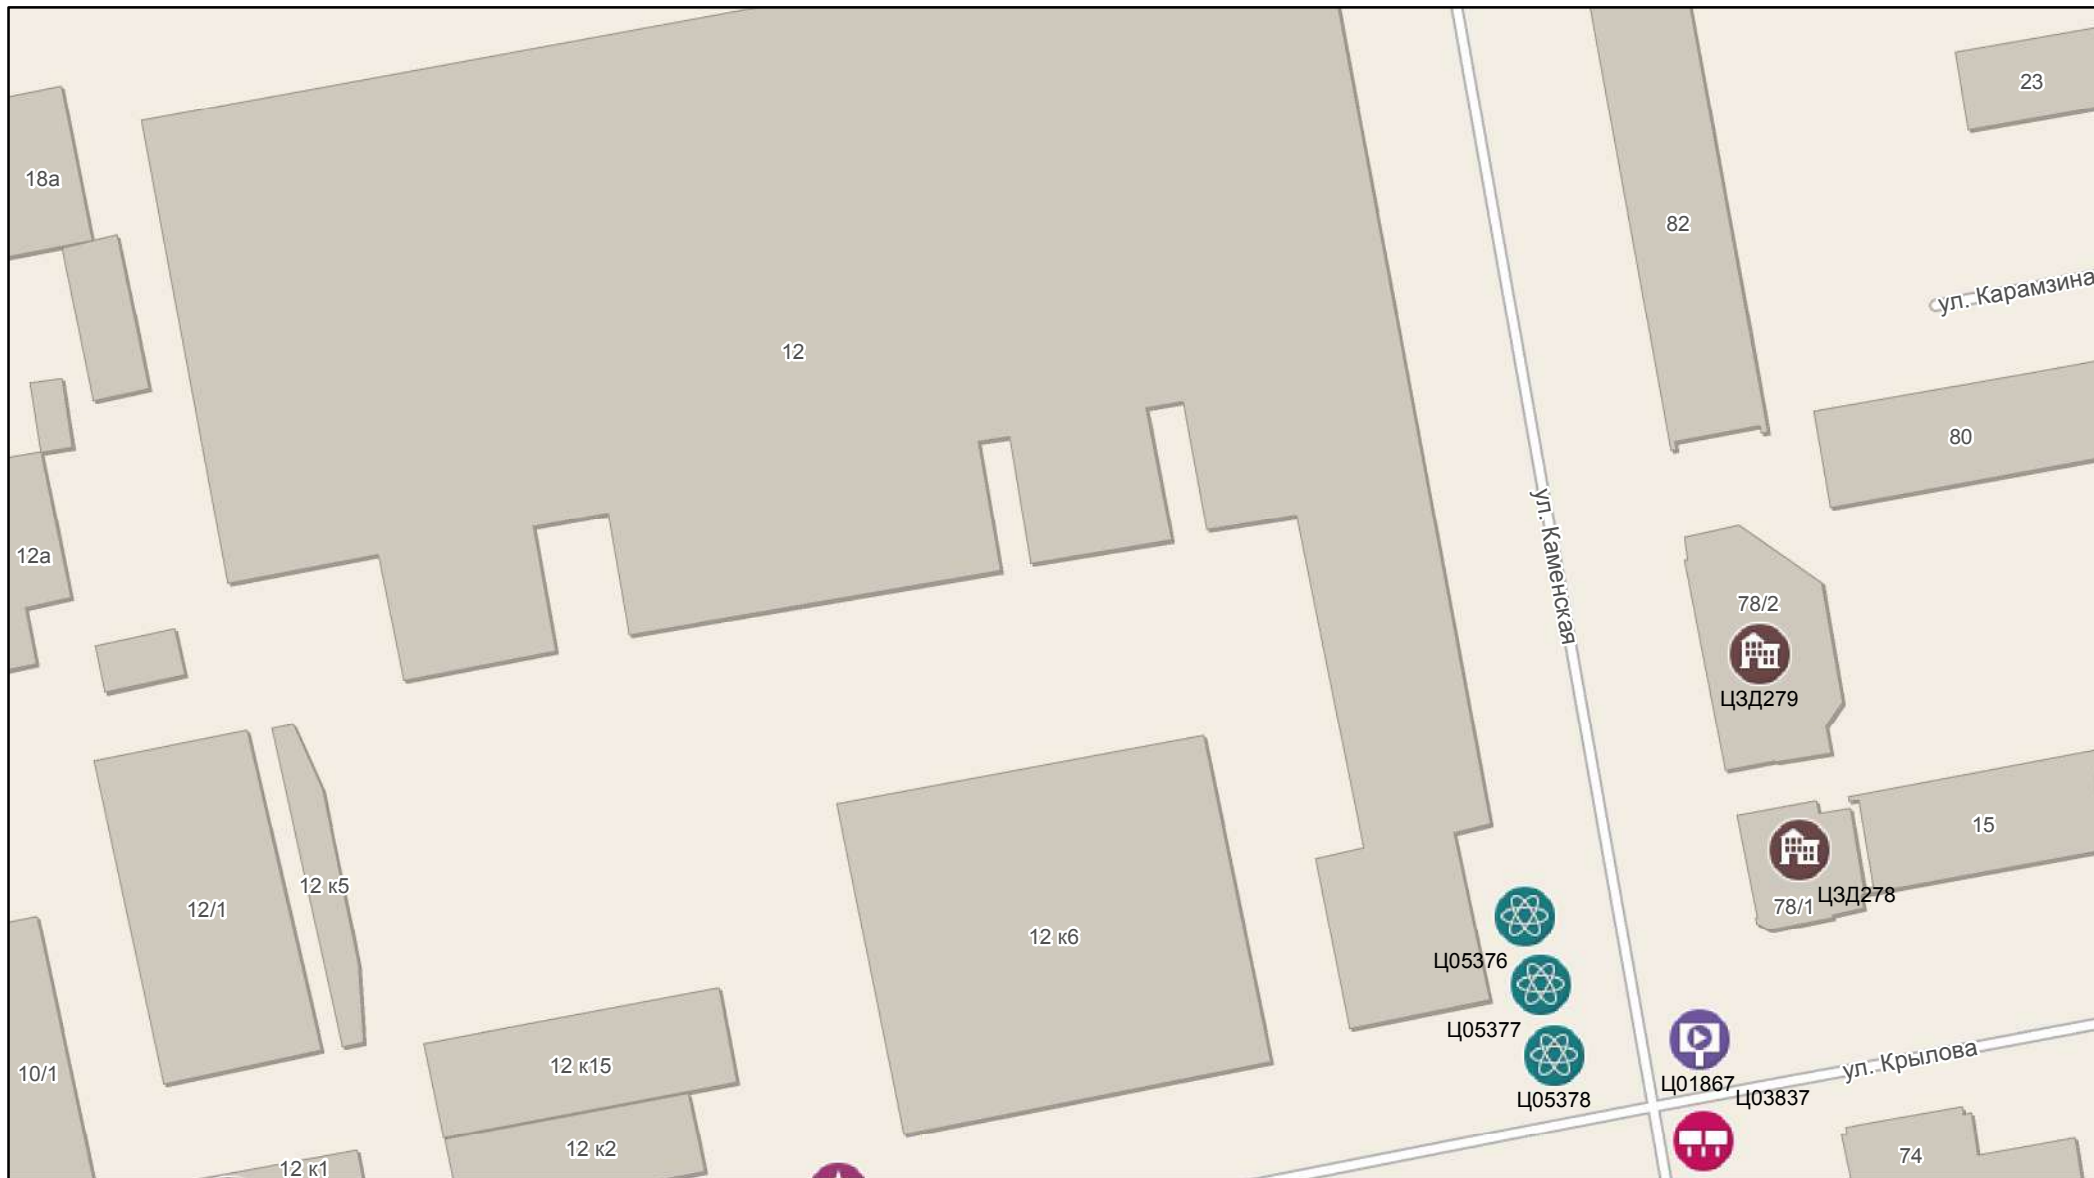 23
18а
82
ул. Карамзина
12
80
ул. Каменская
12а
78/2
ЦЗД279
15
12 к5
ЦЗД278
12/1
78/1
12 к6
Ц05376
Ц05377
12 к15
10/1
ул. Крылова
Ц01867
Ц03837
Ц05378
12 к2
74
12 к1